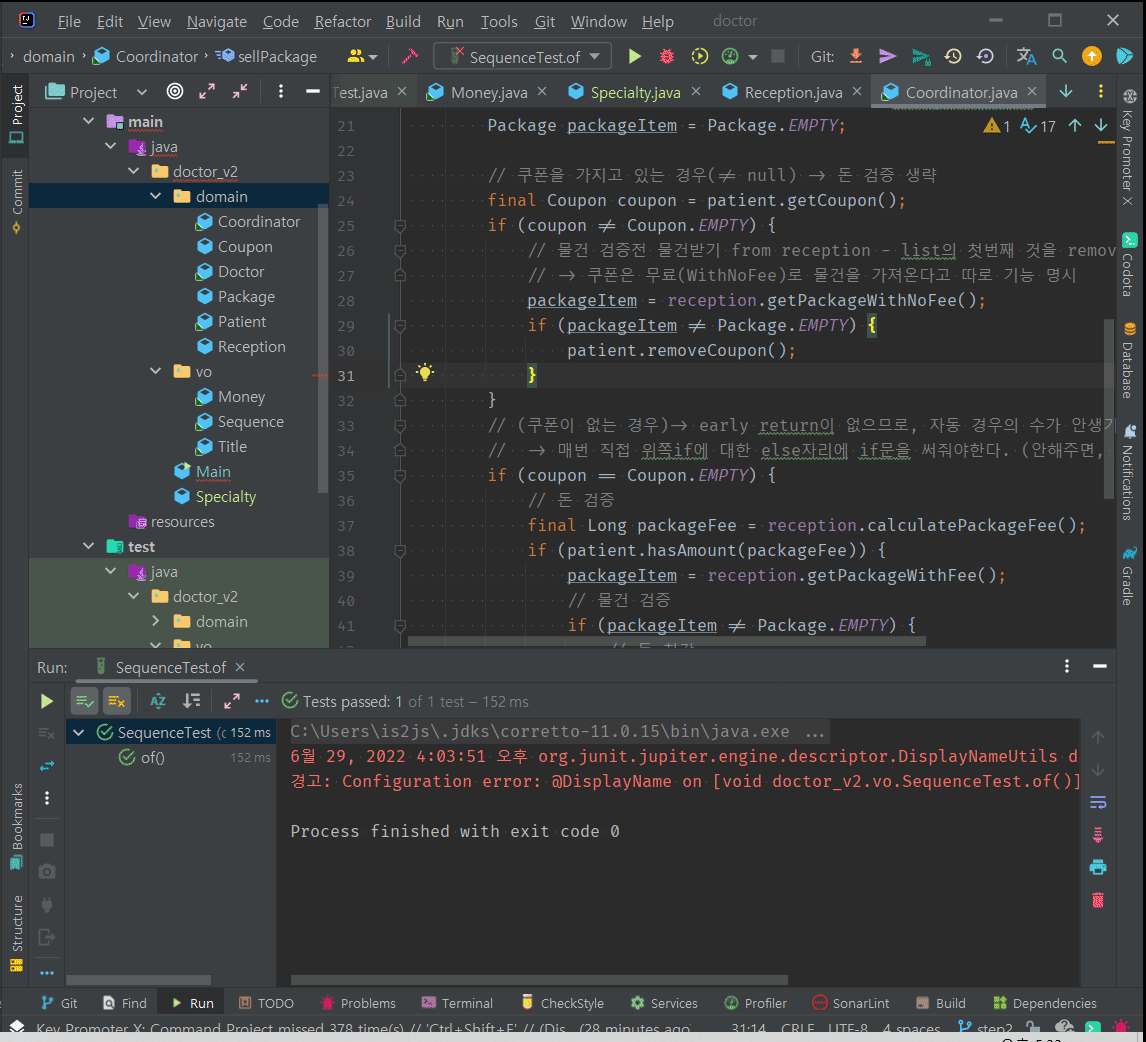 File Edit View Navigate Code Refactor Build Run Tools Git Window Help doctor
domain Coordinator sellPackage SequenceTest.of Git:
Project
Test.java Money.java Specialty.java Reception.java Coordinator.java
main
java
doctor_v2
domain
Coordinator
Coupon
Doctor
Package
Patient
Reception
vo
Money
Sequence
Title
Main
Specialty
resources
test
java
doctor_v2
domain
vo
1 17
21 Package packageItem = Package.EMPTY;
22
23 // 쿠폰을 가지고 있는 경우(≠ null) -> 돈 검증 생략
24 final Coupon coupon = patient.getCoupon();
25 if (coupon ≠ Coupon.EMPTY) {
26 // 물건 검증전 물건받기 from reception - list의 첫번째 것을 remov
27 // -> 쿠폰은 무료(WithNoFee)로 물건을 가져온다고 따로 기능 명시
28 packageItem = reception.getPackageWithNoFee();
29 if (packageItem ≠ Package.EMPTY) {
30 patient.removeCoupon();
31 }
32 }
33 // (쿠폰이 없는 경우)-> early return이 없으므로, 자동 경우의 수가 안생기
34 // -> 매번 직접 위쪽if에 대한 else자리에 if문을 써줘야한다. (안해주면,
35 if (coupon == Coupon.EMPTY) {
36 // 돈 검증
37 final Long packageFee = reception.calculatePackageFee();
38 if (patient.hasAmount(packageFee)) {
39 packageItem = reception.getPackageWithFee();
40 // 물건 검증
41 if (packageItem ≠ Package.EMPTY) {
Project
Commit
Bookmarks
Structure
Key Promoter X
Codota
Database
Notifications
Gradle
Run: SequenceTest.of
Tests passed: 1 of 1 test – 152 ms
SequenceTest (d 152 ms
of() 152 ms
C:\Users\is2js\.jdks\corretto-11.0.15\bin\java.exe ...
6월 29, 2022 4:03:51 오후 org.junit.jupiter.engine.descriptor.DisplayNameUtils d
경고: Configuration error: @DisplayName on [void doctor_v2.vo.SequenceTest.of()]
Process finished with exit code 0
Git Find Run TODO Problems Terminal CheckStyle Services Profiler SonarLint Build Dependencies
Key Promoter X: Command Project missed 378 time(s) // 'Ctrl+Shift+F' // (Dis... (28 minutes ago) 31:14 CRLF UTF-8 4 spaces step2